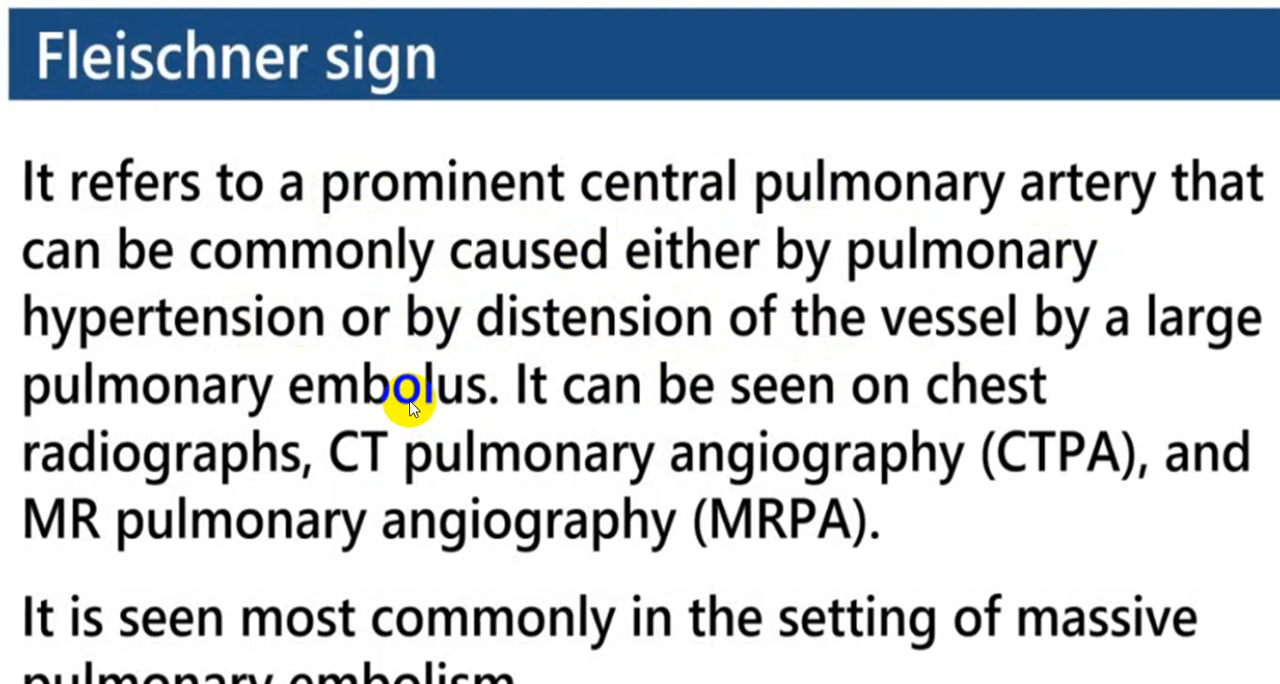 Fleischner sign
It refers to a prominent central pulmonary artery that
can be commonly caused either by pulmonary
hypertension or by distension of the vessel by a large
pulmonary embolus. It can be seen on chest
radiographs, CT pulmonary angiography (CTPA), and
MR pulmonary angiography (MRPA).
It is seen most commonly in the setting of massive
pulmonary embolism